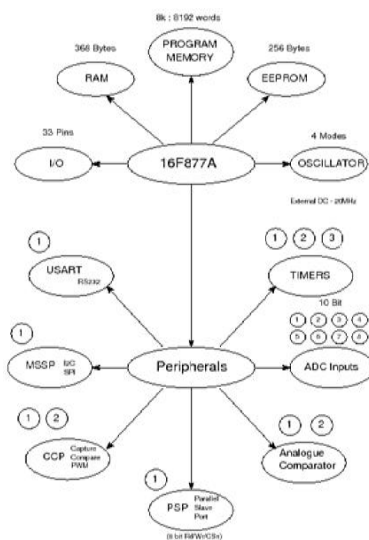 8k : 8192 words
PROGRAM
MEMORY
368 Bytes
RAM
256 Bytes
EEPROM
33 Pins
I/O
16F877A
4 Modes
OSCILLATOR
External DC - 20MHz
1
USART
RS232
1 2 3
TIMERS
10 Bit
1 2 3 4
5 6 7 8
ADC Inputs
1
MSSP
I2C
SPI
Peripherals
1 2
CCP
Capture
Compare
PWM
1 2
Analogue
Comparator
1
PSP
Parallel
Slave
Port